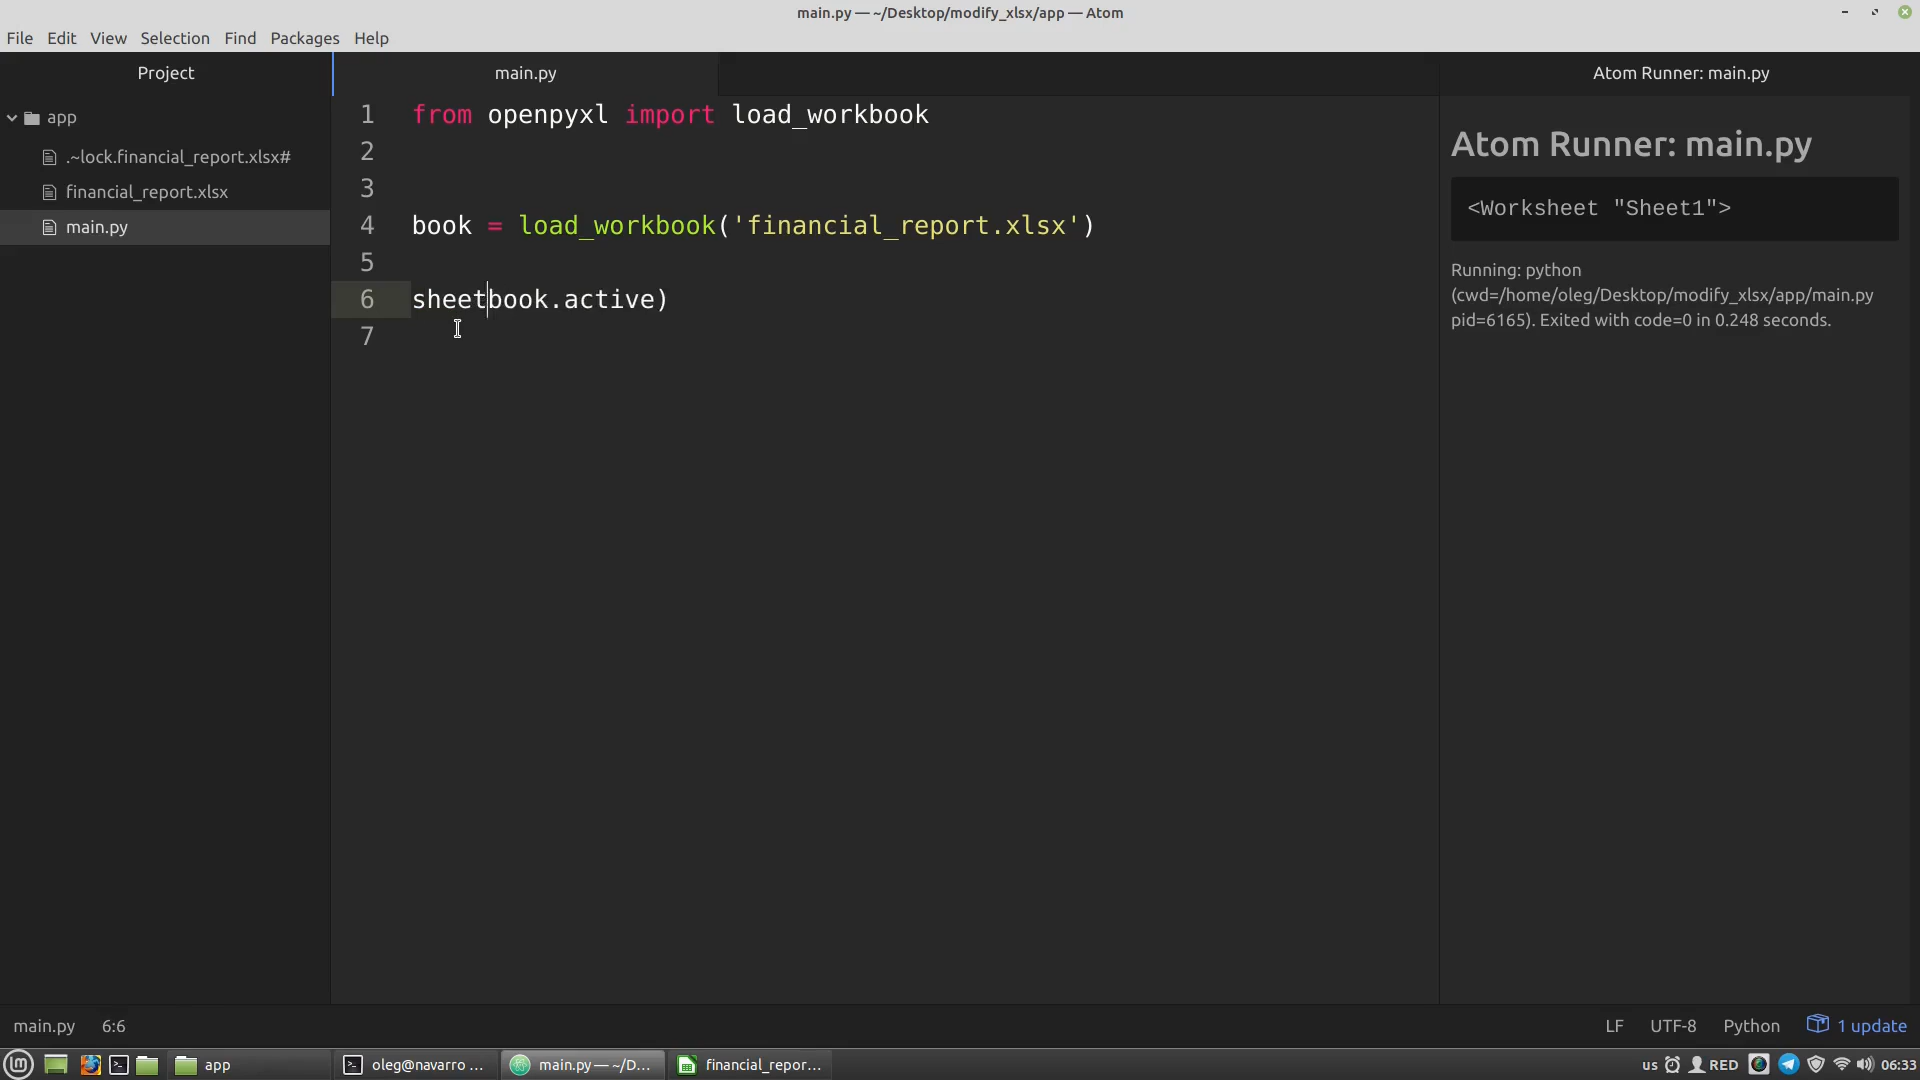 main.py — ~/Desktop/modify_xlsx/app — Atom
File Edit View Selection Find Packages Help
Project
app
.~lock.financial_report.xlsx#
financial_report.xlsx
main.py
main.py
1 from openpyxl import load_workbook
2
3
4 book = load_workbook('financial_report.xlsx')
5
6 sheetbook.active)
7
Atom Runner: main.py
Atom Runner: main.py
<Worksheet "Sheet1">
Running: python
(cwd=/home/oleg/Desktop/modify_xlsx/app/main.py
pid=6165). Exited with code=0 in 0.248 seconds.
main.py 6:6
LF UTF-8 Python 1 update
app oleg@navarro ... main.py — ~/D... financial_repor... us RED 06:33